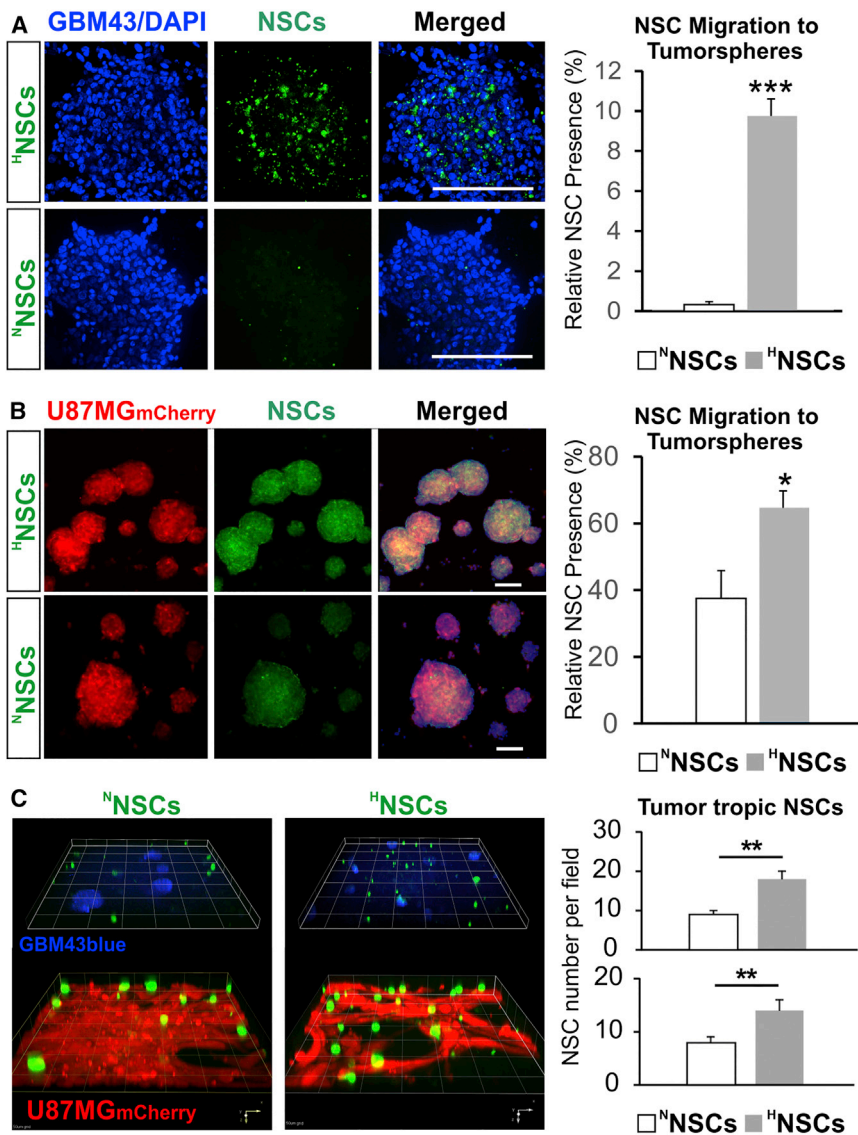 A
GBM43/DAPI NSCs Merged
ᴴNSCs
ᴺNSCs
NSC Migration to
Tumorspheres
Relative NSC Presence (%)
12
10
8
6
4
2
0
***
ᴺNSCs ᴴNSCs
B
U87MGmCherry NSCs Merged
ᴴNSCs
ᴺNSCs
NSC Migration to
Tumorspheres
Relative NSC Presence (%)
80
60
40
20
0
*
ᴺNSCs ᴴNSCs
C
ᴺNSCs ᴴNSCs
GBM43blue
U87MGmCherry
Tumor tropic NSCs
NSC number per field
30
20
10
0
**
20
10
0
**
ᴺNSCs ᴴNSCs